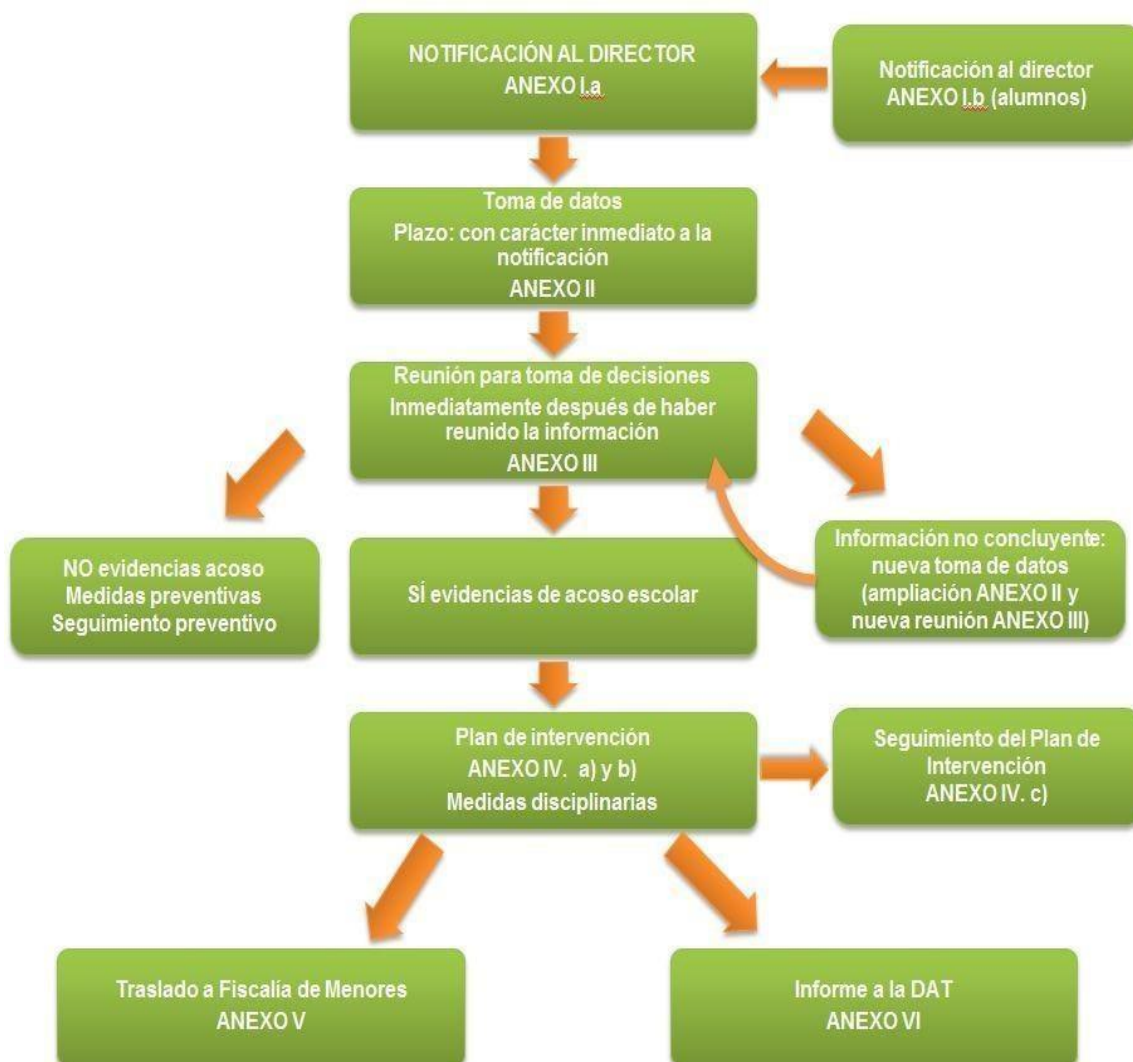 NOTIFICACIÓN AL DIRECTOR
ANEXO I.a
Notificación al director
ANEXO I.b (alumnos)
Toma de datos
Plazo: con carácter inmediato a la
notificación
ANEXO II
Reunión para toma de decisiones
Inmediatamente después de haber
reunido la información
ANEXO III
NO evidencias acoso
Medidas preventivas
Seguimiento preventivo
SÍ evidencias de acoso escolar
Información no concluyente:
nueva toma de datos
(ampliación ANEXO II y
nueva reunión ANEXO III)
Plan de intervención
ANEXO IV. a) y b)
Medidas disciplinarias
Seguimiento del Plan de
Intervención
ANEXO IV. c)
Traslado a Fiscalía de Menores
ANEXO V
Informe a la DAT
ANEXO VI